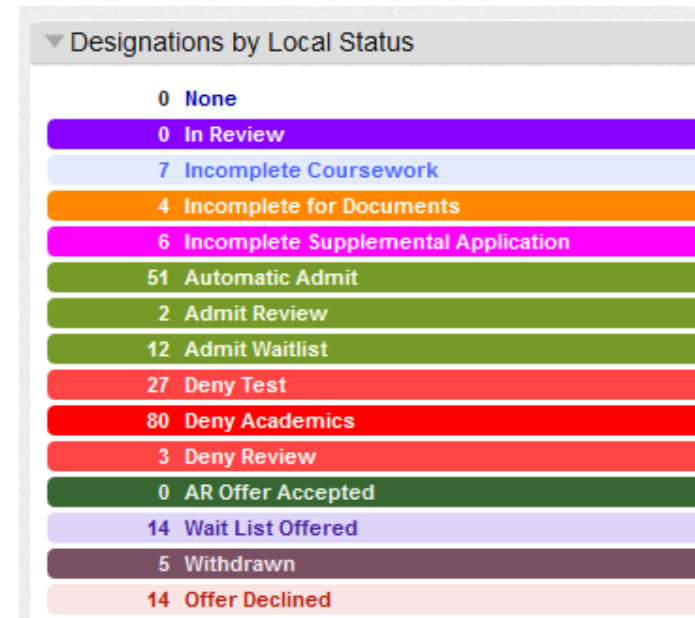 Designations by Local Status
0 None
0 In Review
7 Incomplete Coursework
4 Incomplete for Documents
6 Incomplete Supplemental Application
51 Automatic Admit
2 Admit Review
12 Admit Waitlist
27 Deny Test
80 Deny Academics
3 Deny Review
0 AR Offer Accepted
14 Wait List Offered
5 Withdrawn
14 Offer Declined